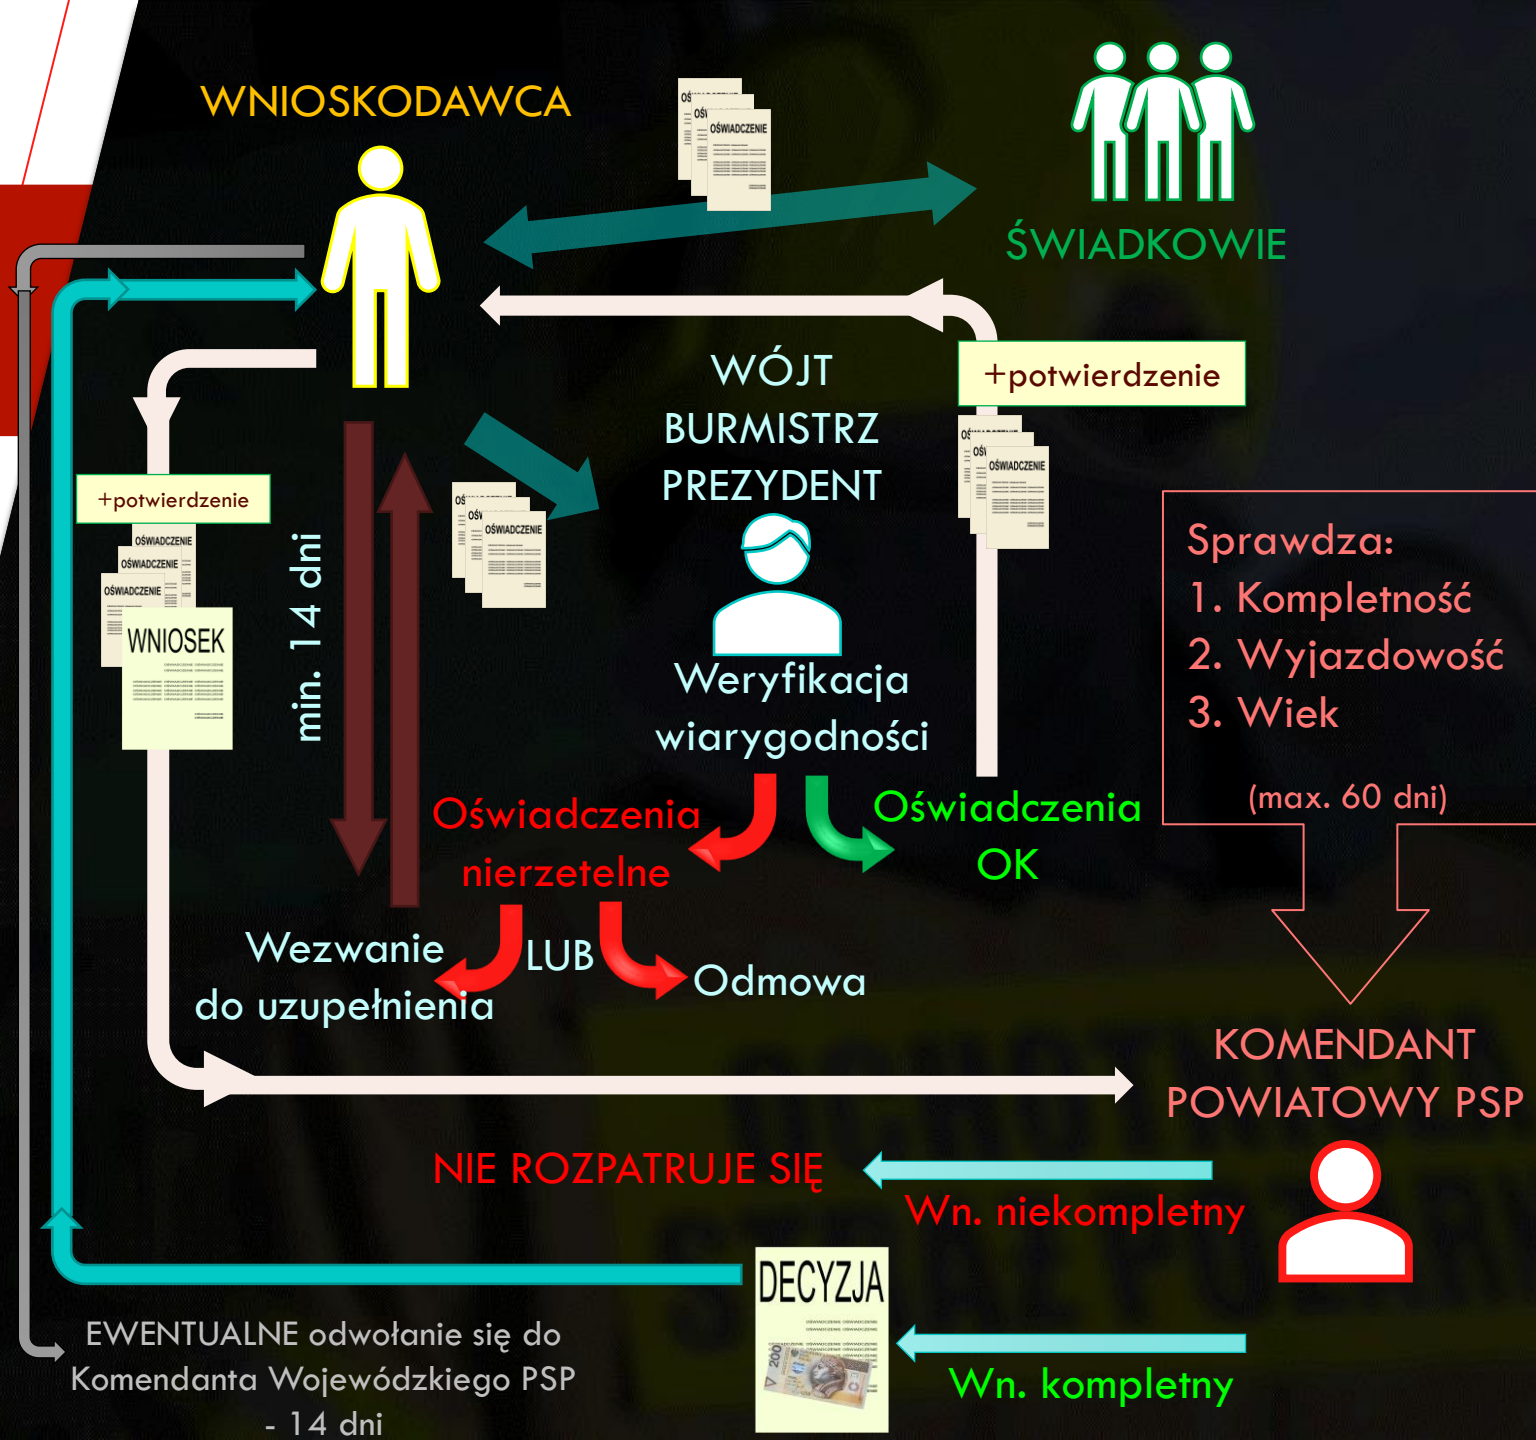 WNIOSKODAWCA
OŚWIADCZENIE
ŚWIADKOWIE
WÓJT
BURMISTRZ
PREZYDENT
+potwierdzenie
OŚWIADCZENIE
+potwierdzenie
OŚWIADCZENIE
OŚWIADCZENIE
OŚWIADCZENIE
WNIOSEK
min. 14 dni
OŚWIADCZENIE
Weryfikacja
wiarygodności
Sprawdza:
1. Kompletność
2. Wyjazdowość
3. Wiek
(max. 60 dni)
Oświadczenia
nierzetelne
Oświadczenia
OK
Wezwanie
do uzupełnienia
LUB
Odmowa
KOMENDANT
POWIATOWY PSP
NIE ROZPATRUJE SIĘ
Wn. niekompletny
DECYZJA
200
Wn. kompletny
EWENTUALNE odwołanie się do
Komendanta Wojewódzkiego PSP
- 14 dni